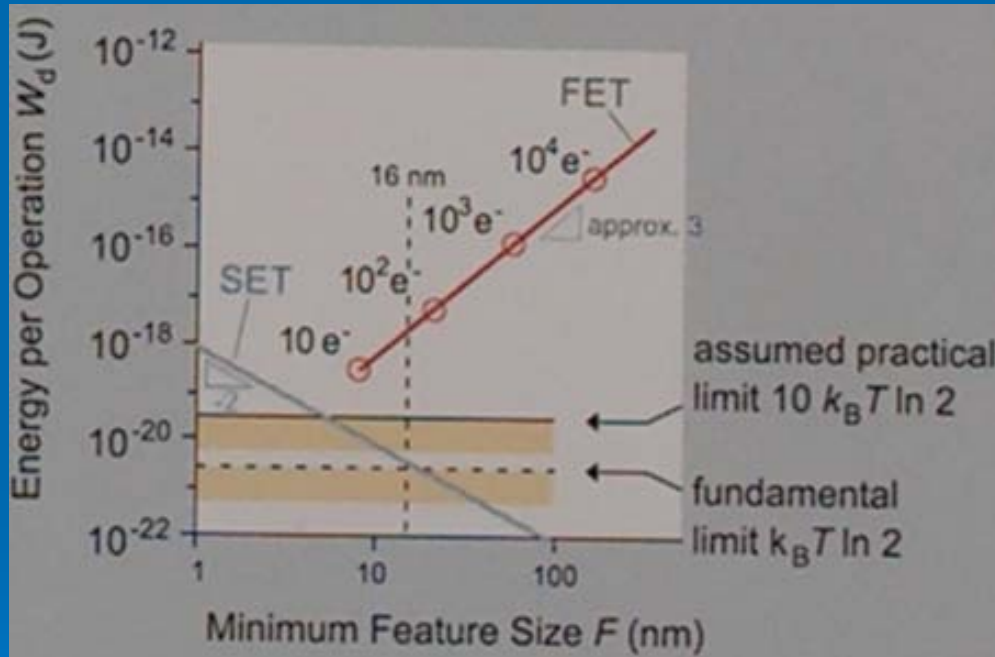 Energy per Operation W_d (J)
10^-12
10^-14
10^-16
10^-18
10^-20
10^-22
FET
10^4 e^-
16 nm
10^3 e^-
approx. 3
10^2 e^-
SET
10 e^-
-2
assumed practical
limit 10 k_B T ln 2
fundamental
limit k_B T ln 2
1
10
100
Minimum Feature Size F (nm)